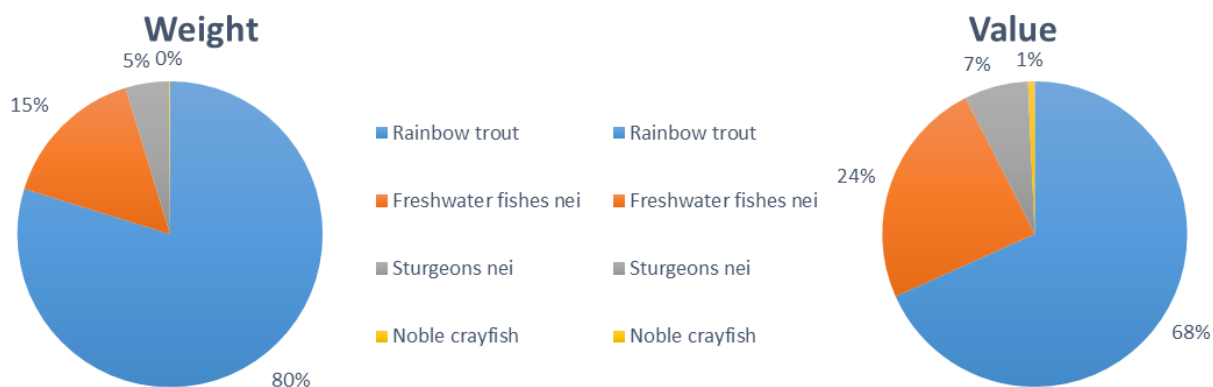 Weight
5% 0%
15%
80%
Rainbow trout
Freshwater fishes nei
Sturgeons nei
Noble crayfish
Rainbow trout
Freshwater fishes nei
Sturgeons nei
Noble crayfish
Value
7% 1%
24%
68%